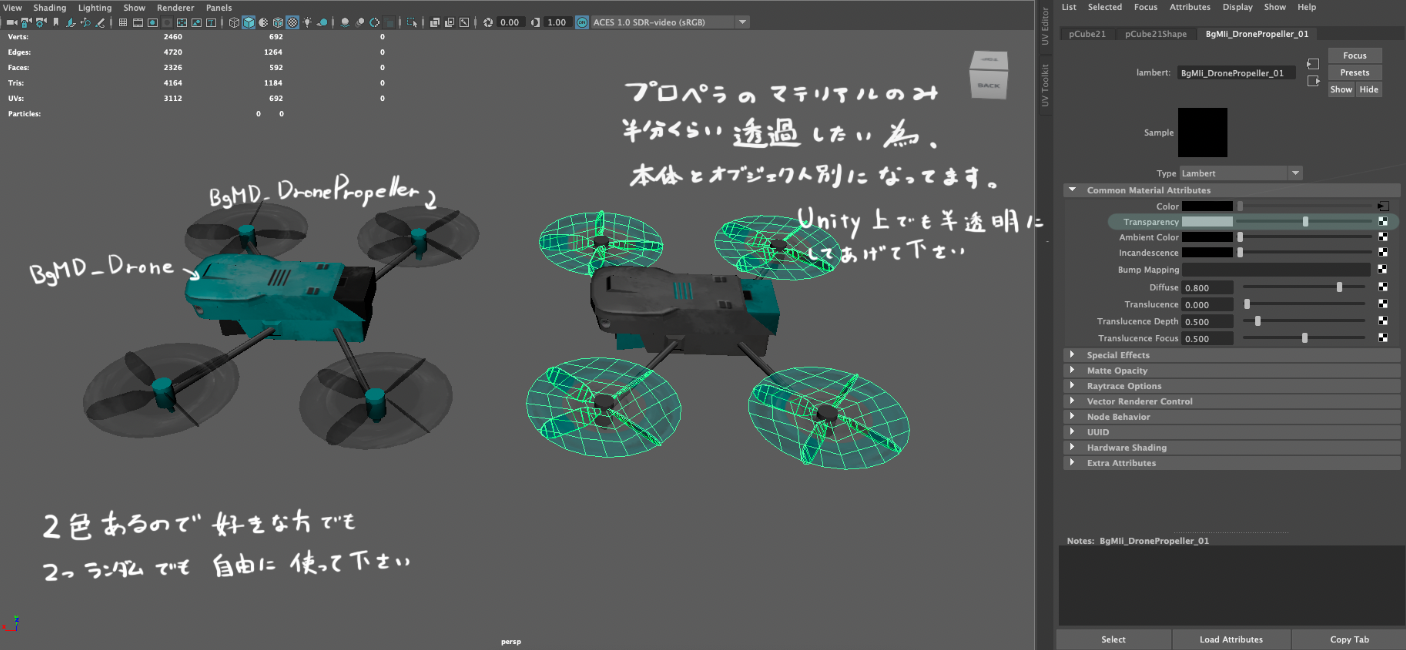 View Shading Lighting Show Renderer Panels
0.00 1.00 ACES 1.0 SDR-video (sRGB)
Verts: 2460 692 0
Edges: 4720 1264 0
Faces: 2326 592 0
Tris: 4164 1184 0
UVs: 3112 692 0
Particles: 0 0
BACK
プロペラのマテリアルのみ
半分くらい透過したい為、
本体とオブジェクト別になってます。
Unity上でも半透明に
してあげて下さい
BgMD_DronePropeller
BgMD_Drone
2色あるので好きな方でも
2つランダムでも自由に使って下さい
persp
UV Editor
UV Toolkit
List Selected Focus Attributes Display Show Help
pCube21 pCube21Shape BgMli_DronePropeller_01
lambert: BgMli_DronePropeller_01
Focus
Presets
Show Hide
Sample
Type Lambert
Common Material Attributes
Color
Transparency
Ambient Color
Incandescence
Bump Mapping
Diffuse 0.800
Translucence 0.000
Translucence Depth 0.500
Translucence Focus 0.500
Special Effects
Matte Opacity
Raytrace Options
Vector Renderer Control
Node Behavior
UUID
Hardware Shading
Extra Attributes
Notes: BgMli_DronePropeller_01
Select Load Attributes Copy Tab